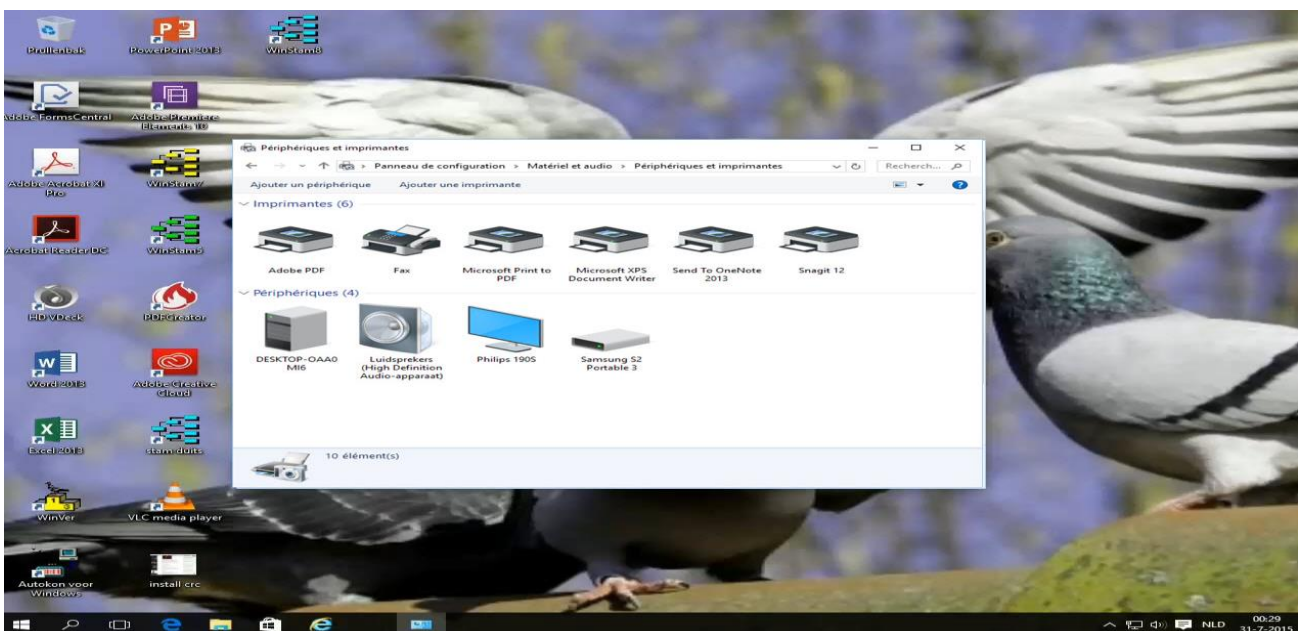 Prullenbak
PowerPoint 2013
WinStam8
Adobe FormsCentral
Adobe Premiere
Elements 10
Adobe Acrobat XI
Pro
WinStam7
Acrobat Reader DC
HD VDeck
PDFCreator
Word 2013
Adobe Creative
Cloud
Excel 2013
stam duits
WinVer
VLC media player
Autokon voor
Windows
install crc
Périphériques et imprimantes
Panneau de configuration > Matériel et audio > Périphériques et imprimantes
Recherch...
Ajouter un périphérique
Ajouter une imprimante
Imprimantes (6)
Adobe PDF
Fax
Microsoft Print to
PDF
Microsoft XPS
Document Writer
Send To OneNote
2013
Snagit 12
Périphériques (4)
DESKTOP-OAA0
MI6
Luidsprekers
(High Definition
Audio-apparaat)
Philips 190S
Samsung S2
Portable 3
10 élément(s)
NLD
00:29
31-7-2015